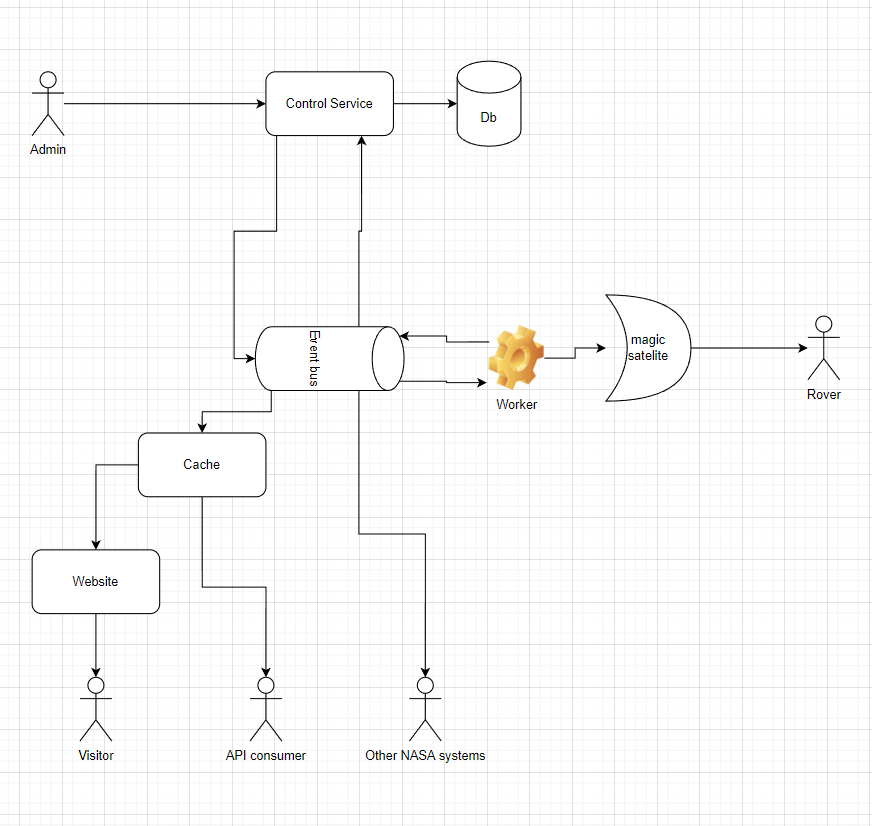 Admin
Control Service
Db
Event bus
Worker
magic
satelite
Rover
Cache
Website
Visitor
API consumer
Other NASA systems